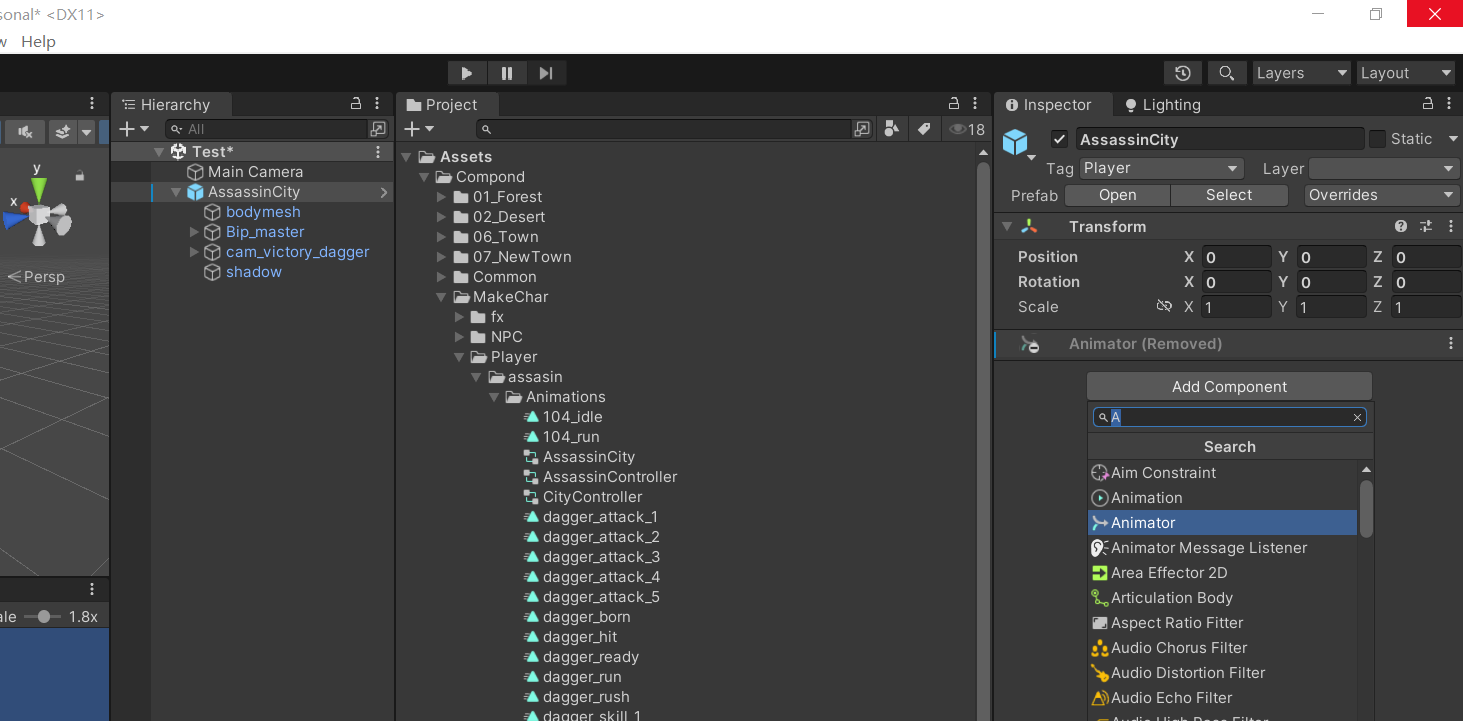 sonal* <DX11>
w Help
Layers Layout
Hierarchy
All
Test*
Main Camera
AssassinCity
bodymesh
Bip_master
cam_victory_dagger
shadow
y
x
Persp
ale 1.8x
Project
18
Assets
Compond
01_Forest
02_Desert
06_Town
07_NewTown
Common
MakeChar
fx
NPC
Player
assasin
Animations
104_idle
104_run
AssassinCity
AssassinController
CityController
dagger_attack_1
dagger_attack_2
dagger_attack_3
dagger_attack_4
dagger_attack_5
dagger_born
dagger_hit
dagger_ready
dagger_run
dagger_rush
dagger_skill_1
Inspector Lighting
AssassinCity Static
Tag Player Layer
Prefab Open Select Overrides
Transform
Position X 0 Y 0 Z 0
Rotation X 0 Y 0 Z 0
Scale X 1 Y 1 Z 1
Animator (Removed)
Add Component
A
Search
Aim Constraint
Animation
Animator
Animator Message Listener
Area Effector 2D
Articulation Body
Aspect Ratio Fitter
Audio Chorus Filter
Audio Distortion Filter
Audio Echo Filter
Audio High Pass Filter